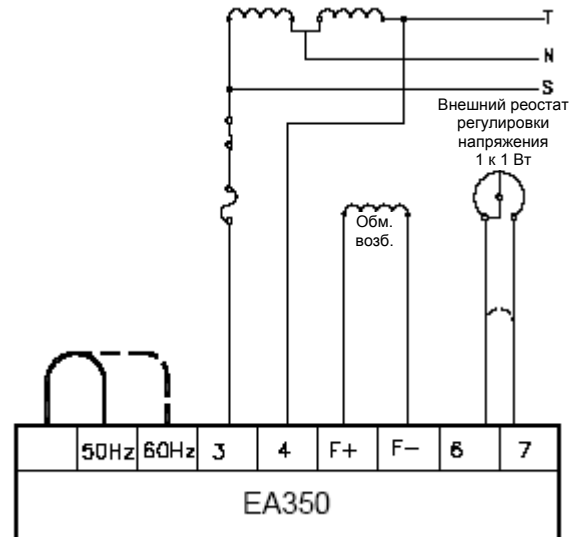 T
N
S
Внешний реостат
регулировки
напряжения
1 к 1 Вт
Обм.
возб.
50Hz 60Hz 3 4 F+ F- 6 7
EA350